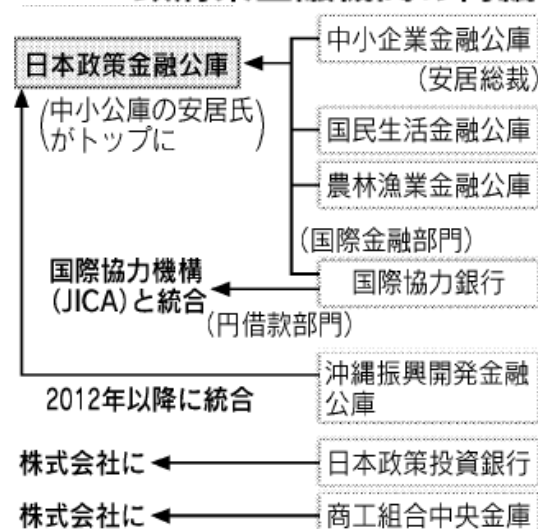 中小企業金融公庫
(安居総裁)
日本政策金融公庫
(中小公庫の安居氏
がトップに)
国民生活金融公庫
農林漁業金融公庫
(国際金融部門)
国際協力銀行
国際協力機構
(JICA)と統合
(円借款部門)
沖縄振興開発金融
公庫
2012年以降に統合
株式会社に
日本政策投資銀行
株式会社に
商工組合中央金庫